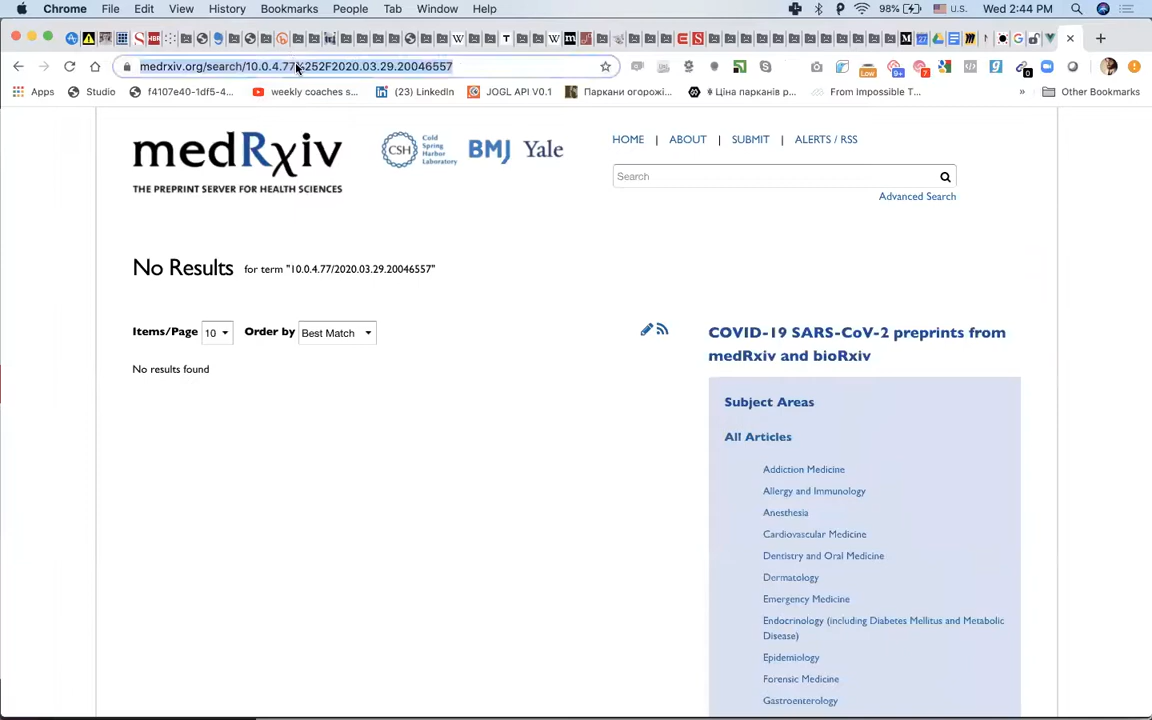 Chrome File Edit View History Bookmarks People Tab Window Help 98% U.S. Wed 2:44 PM
medrxiv.org/search/10.0.4.77%252F2020.03.29.20046557
Apps Studio f4107e40-1df5-4... weekly coaches s... (23) LinkedIn JOGL API V0.1 Паркани огорожі... Ціна парканів р... From Impossible T... » Other Bookmarks
medRxiv
THE PREPRINT SERVER FOR HEALTH SCIENCES
CSH Cold Spring Harbor Laboratory
BMJ Yale
HOME | ABOUT | SUBMIT | ALERTS / RSS
Search
Advanced Search
No Results for term "10.0.4.77/2020.03.29.20046557"
Items/Page 10 Order by Best Match
No results found
COVID-19 SARS-CoV-2 preprints from
medRxiv and bioRxiv
Subject Areas
All Articles
Addiction Medicine
Allergy and Immunology
Anesthesia
Cardiovascular Medicine
Dentistry and Oral Medicine
Dermatology
Emergency Medicine
Endocrinology (including Diabetes Mellitus and Metabolic
Disease)
Epidemiology
Forensic Medicine
Gastroenterology